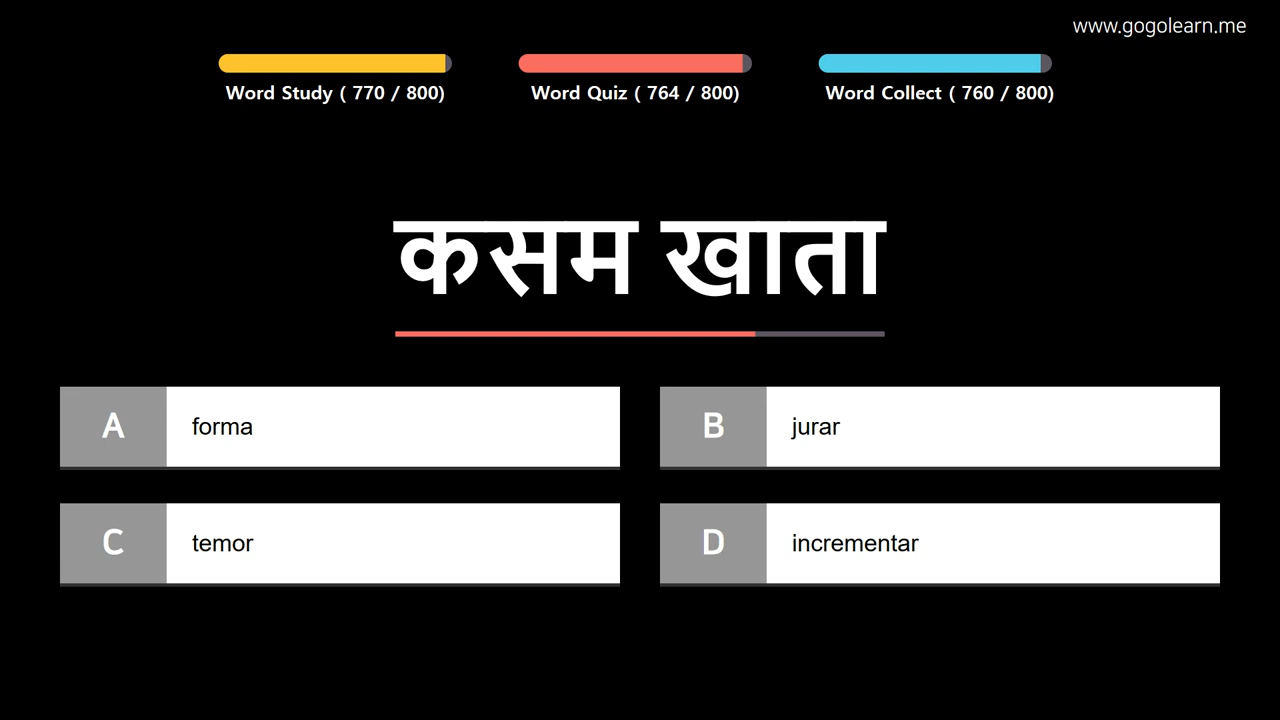 www.gogolearn.me
Word Study ( 770 / 800)
Word Quiz ( 764 / 800)
Word Collect ( 760 / 800)
कसम खाता
A forma
B jurar
C temor
D incrementar